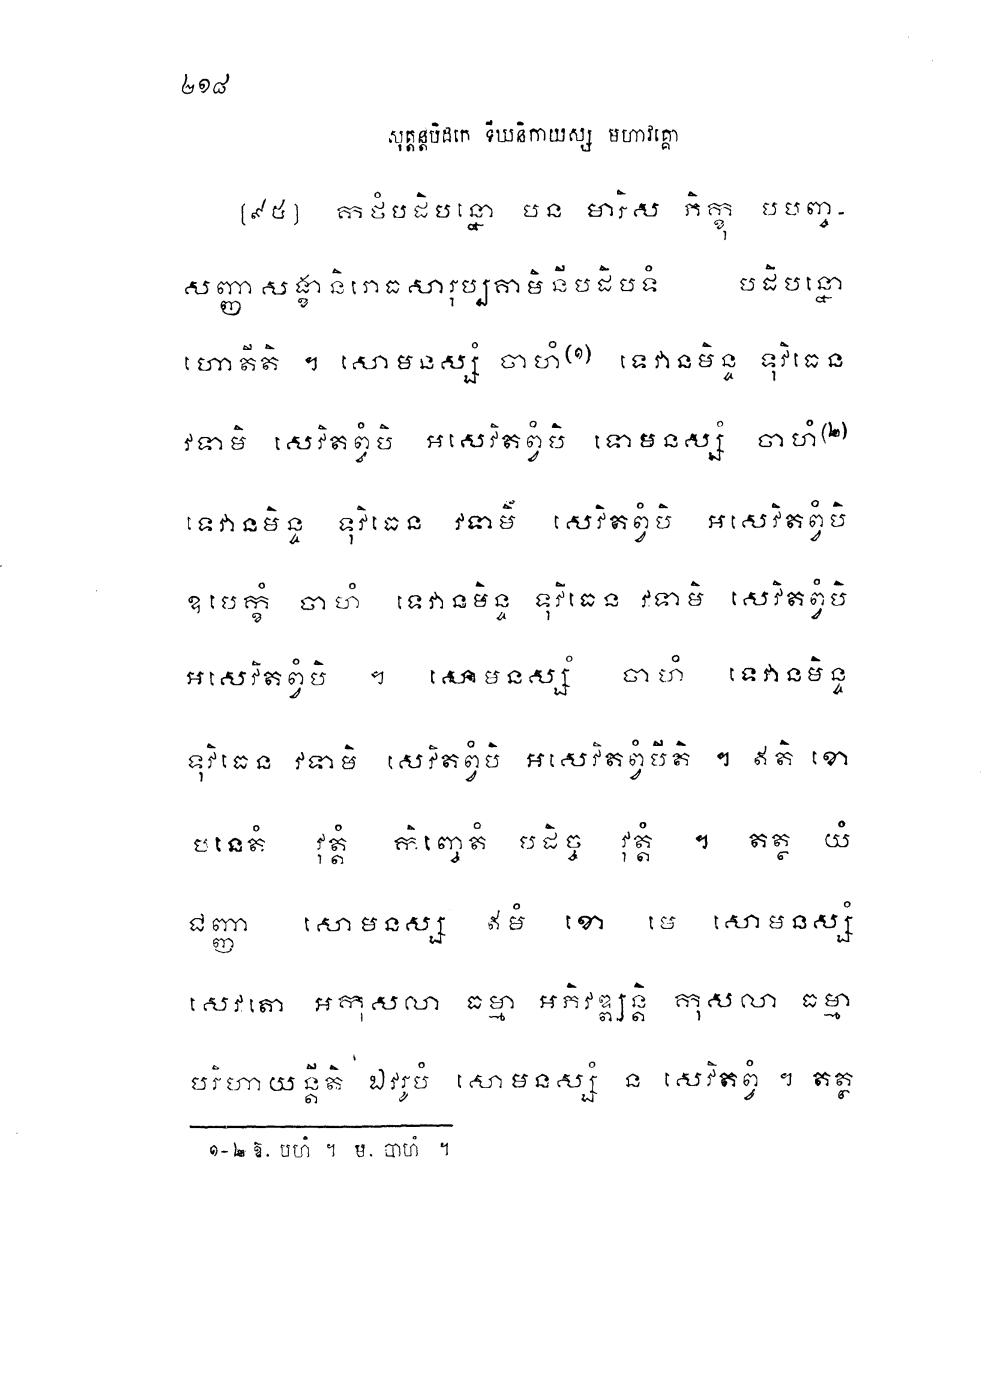 ២១៨
សុត្តន្តបិដកេ ទីឃនិកាយស្ស មហាវគ្គោ
[៩៥] កថំបដិបន្នោ បន មារិស ភិក្ខុ បបញ្ច-
សញ្ញាសង្ខានិរោធសារុប្បគាមិនីបដិបទំ បដិបន្នោ
ហោតីតិ ។ សោមនស្សំ ចាហំ(១) ទេវានមិន្ទ ទុវិធេន
វទាមិ សេវិតព្វំបិ អសេវិតព្វំបិ ទោមនស្សំ ចាហំ(២)
ទេវានមិន្ទ ទុវិធេន វទាមិ សេវិតព្វំបិ អសេវិតព្វំបិ
ឧបេក្ខំ ចាហំ ទេវានមិន្ទ ទុវិធេន វទាមិ សេវិតព្វំបិ
អសេវិតព្វំបិ ។ សោមនស្សំ ចាហំ ទេវានមិន្ទ
ទុវិធេន វទាមិ សេវិតព្វំបិ អសេវិតព្វំបីតិ ។ ឥតិ ខោ
បនេតំ វុត្តំ កិញ្ចេតំ បដិច្ច វុត្តំ ។ តត្ថ យំ
ជញ្ញា សោមនស្ស ឥមំ ខោ មេ សោមនស្សំ
សេវតោ អកុសលា ធម្មា អភិវឌ្ឍន្តិ កុសលា ធម្មា
បរិហាយន្តីតិ ឯវរូបំ សោមនស្សំ ន សេវិតព្វំ ។ តត្ថ
១-២ ឱ. បហំ ។ ម. បាហំ ។